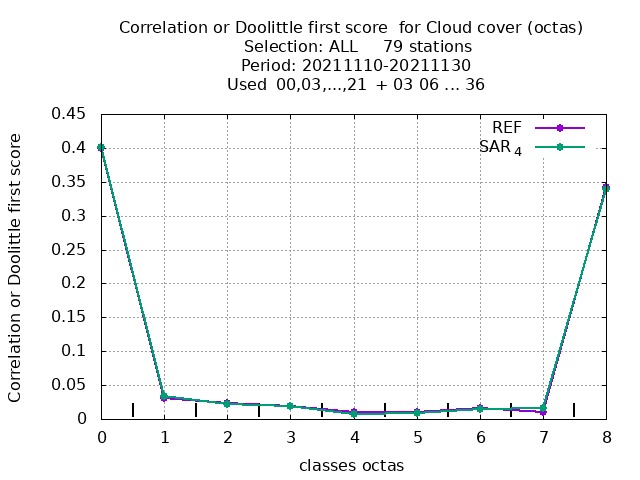 Correlation or Doolittle first score  for Cloud cover (octas)
Selection: ALL     79 stations
Period: 20211110-20211130
Used  00,03,...,21  + 03 06 ... 36
Correlation or Doolittle first score
0.45
0.4
0.35
0.3
0.25
0.2
0.15
0.1
0.05
0
REF
SAR 4
0 1 2 3 4 5 6 7 8
classes octas